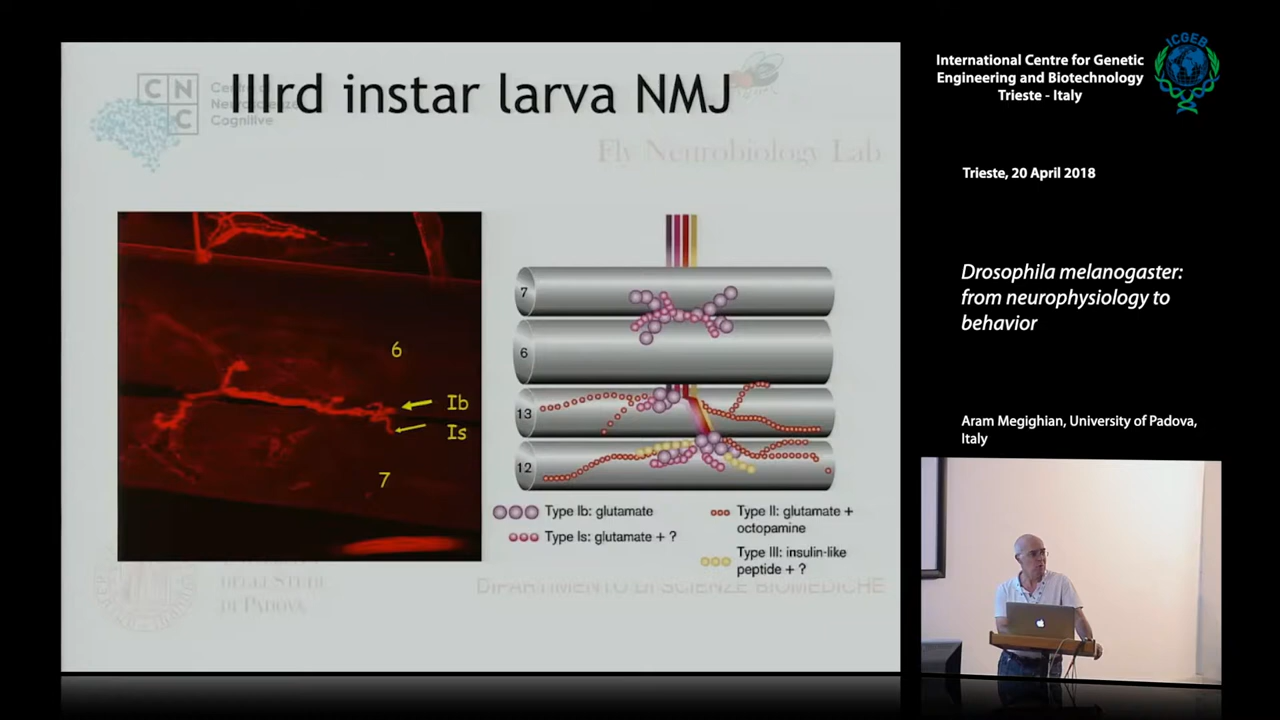 IIIrd instar larva NMJ
C N
C
Neuroscienze
Cognitive
Fly Neurobiology Lab
6
Ib
Is
7
7
6
13
12
Type Ib: glutamate
Type Is: glutamate + ?
Type II: glutamate +
octopamine
Type III: insulin-like
peptide + ?
DEGLI STUDI
DI PADOVA
DIPARTIMENTO DI SCIENZE BIOMEDICHE
International Centre for Genetic
Engineering and Biotechnology
Trieste - Italy
ICGEB
Trieste, 20 April 2018
Drosophila melanogaster:
from neurophysiology to
behavior
Aram Megighian, University of Padova,
Italy